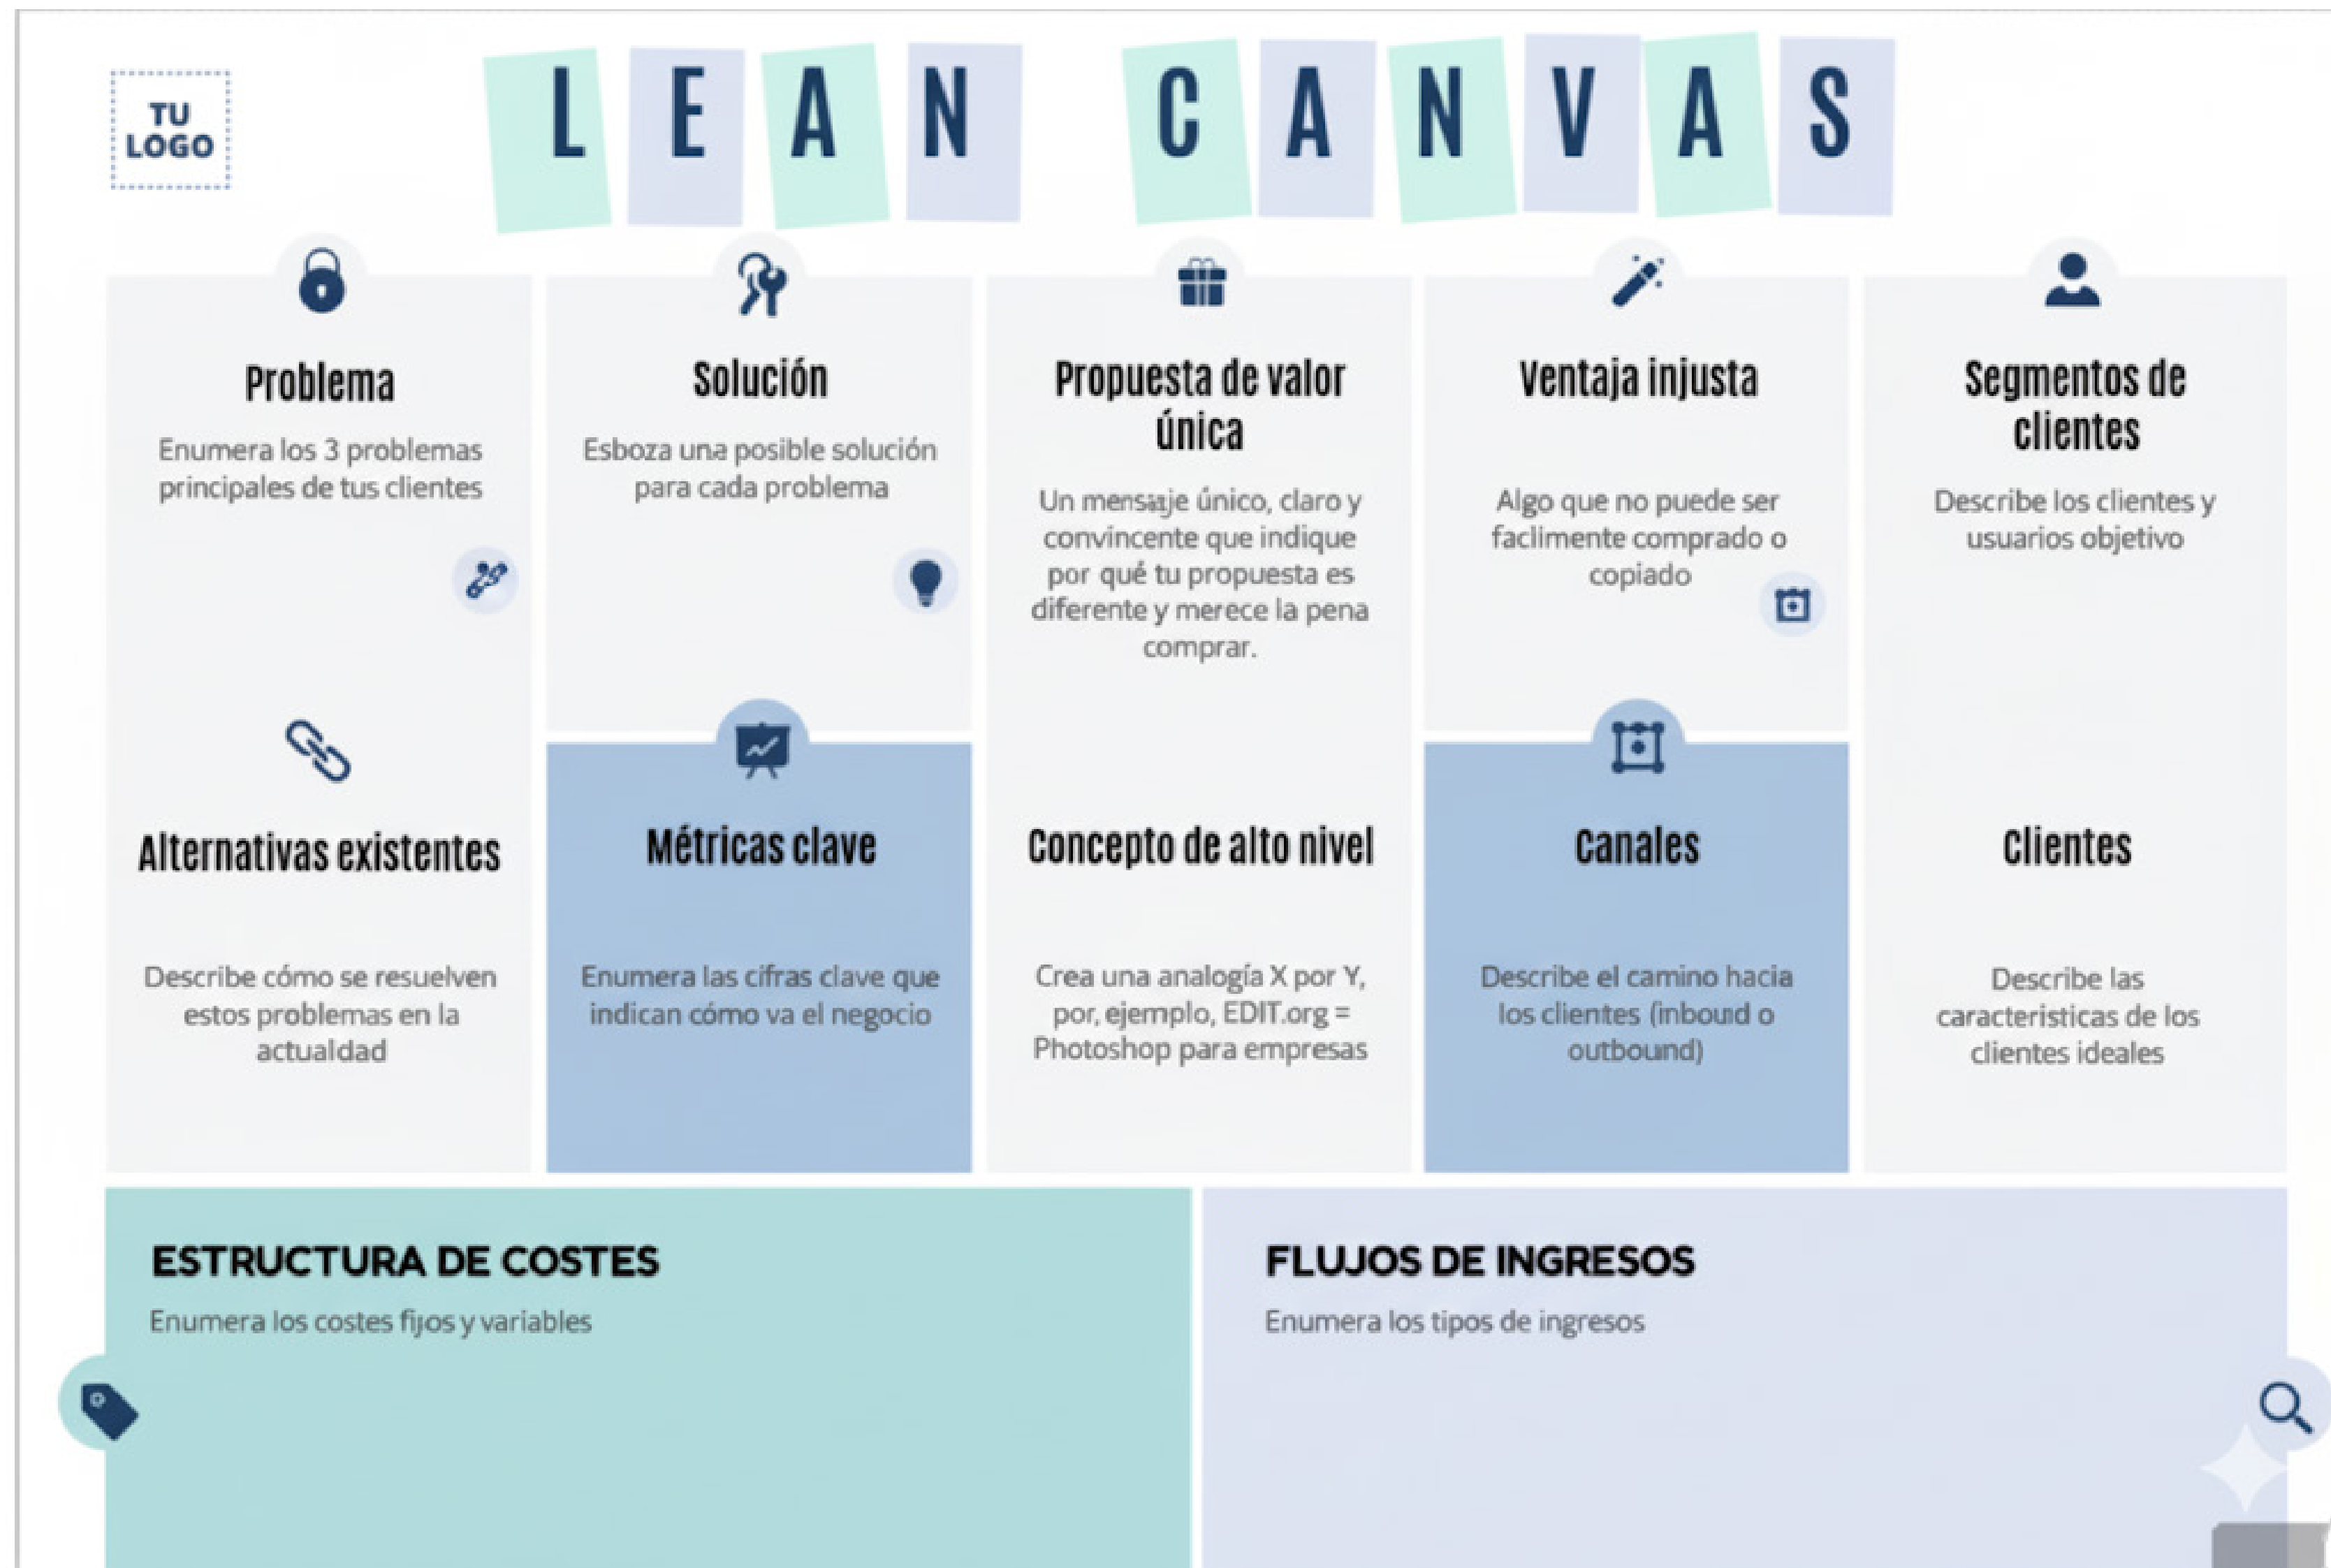 TU
LOGO
LEAN CANVAS
Problema
Enumera los 3 problemas
principales de tus clientes
Solución
Esboza una posible solución
para cada problema
Propuesta de valor
única
Un mensaje único, claro y
convincente que indique
por qué tu propuesta es
diferente y merece la pena
comprar.
Ventaja injusta
Algo que no puede ser
faclimente comprado o
copiado
Segmentos de
clientes
Describe los clientes y
usuarios objetivo
Alternativas existentes
Describe cómo se resuelven
estos problemas en la
actualdad
Métricas clave
Enumera las cifras clave que
indican cómo va el negocio
Concepto de alto nivel
Crea una analogía X por Y,
por, ejemplo, EDIT.org =
Photoshop para empresas
Canales
Describe el camino hacia
los clientes (inbound o
outbound)
Clientes
Describe las
caracteristicas de los
clientes ideales
ESTRUCTURA DE COSTES
Enumera los costes fijos y variables
FLUJOS DE INGRESOS
Enumera los tipos de ingresos